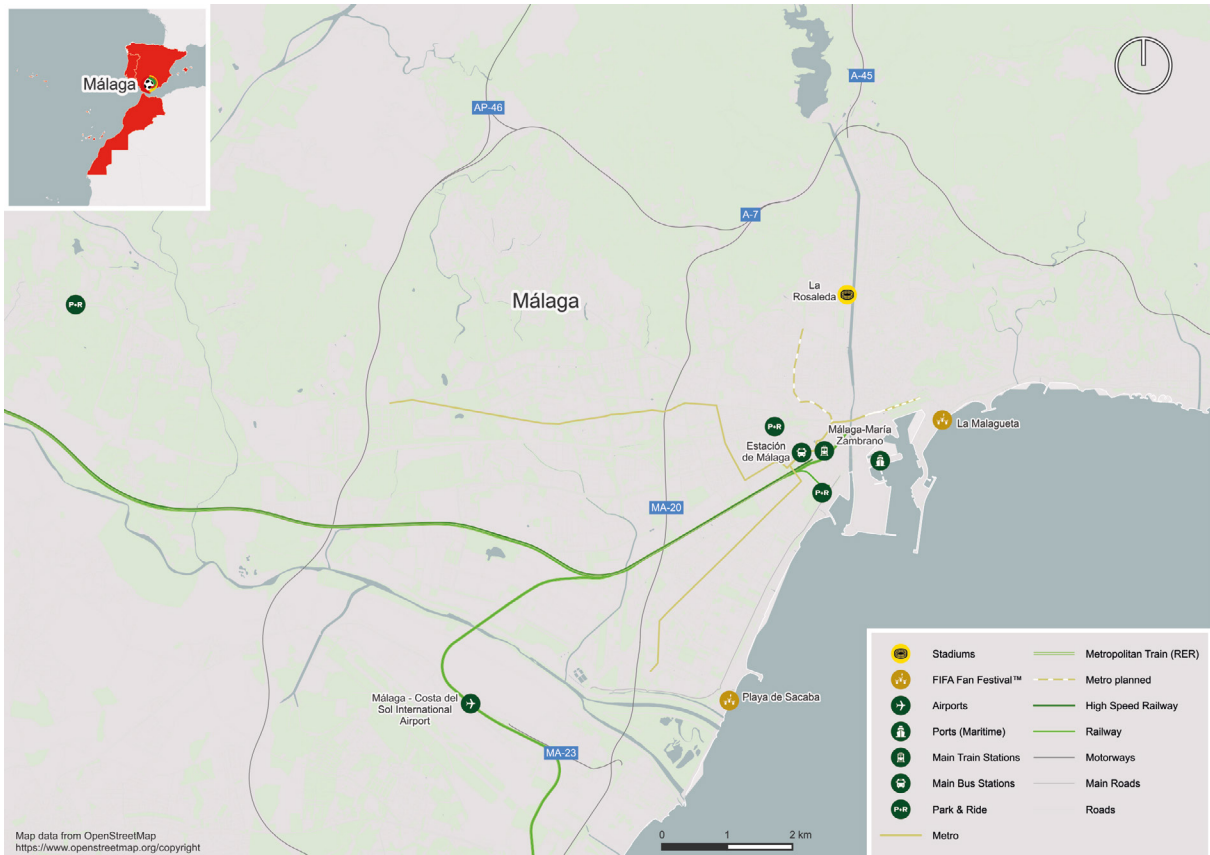 Málaga
A-45
AP-46
A-7
La
Rosaleda
Málaga
P+R
P+R
La Malagueta
Málaga-María
Zambrano
Estación
de Málaga
P+R
MA-20
Málaga - Costa del
Sol International
Airport
Playa de Sacaba
MA-23
Stadiums
FIFA Fan Festival™
Airports
Ports (Maritime)
Main Train Stations
Main Bus Stations
P+R Park & Ride
Metro
Metropolitan Train (RER)
Metro planned
High Speed Railway
Railway
Motorways
Main Roads
Roads
0 1 2 km
Map data from OpenStreetMap
https://www.openstreetmap.org/copyright